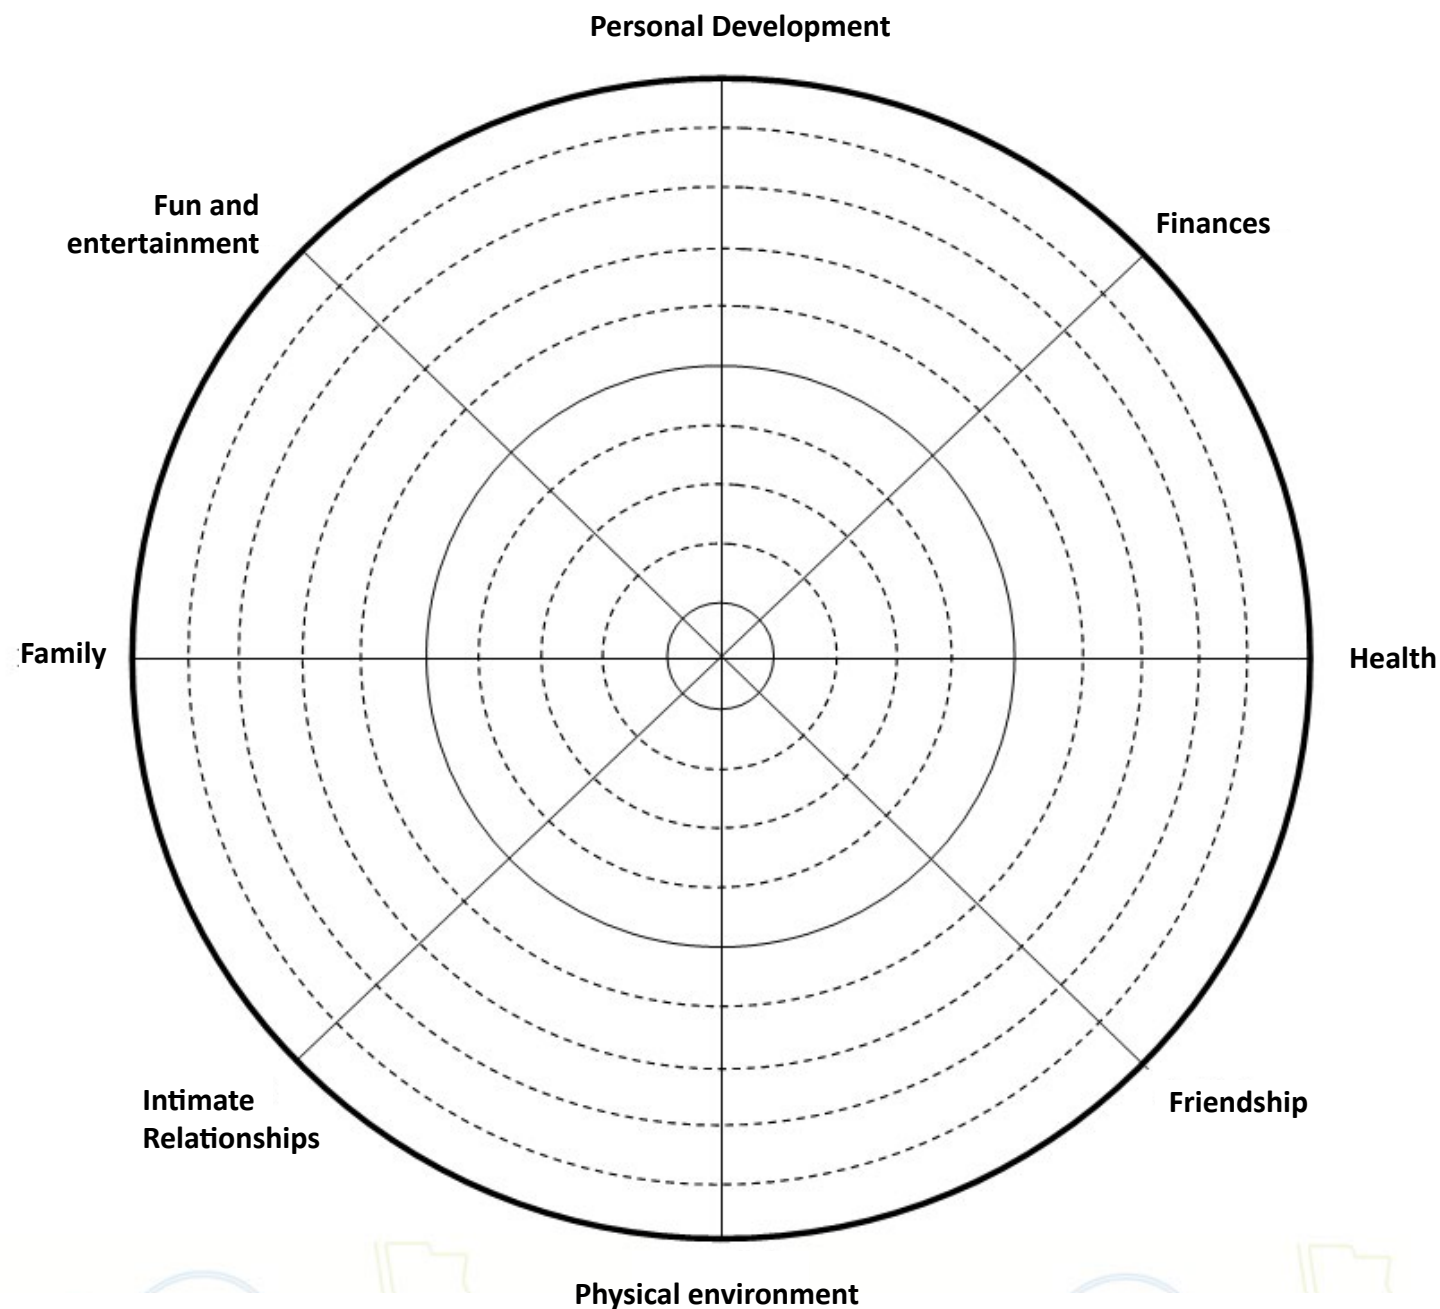 Personal Development
Fun and
entertainment
Finances
Family
Health
Intimate
Relationships
Friendship
Physical environment